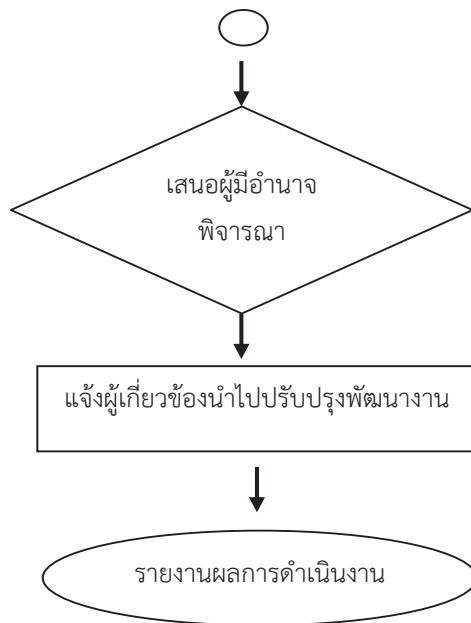 เสนอผู้มีอำนาจ
พิจารณา
แจ้งผู้เกี่ยวข้องนำไปปรับปรุงพัฒนางาน
รายงานผลการดำเนินงาน